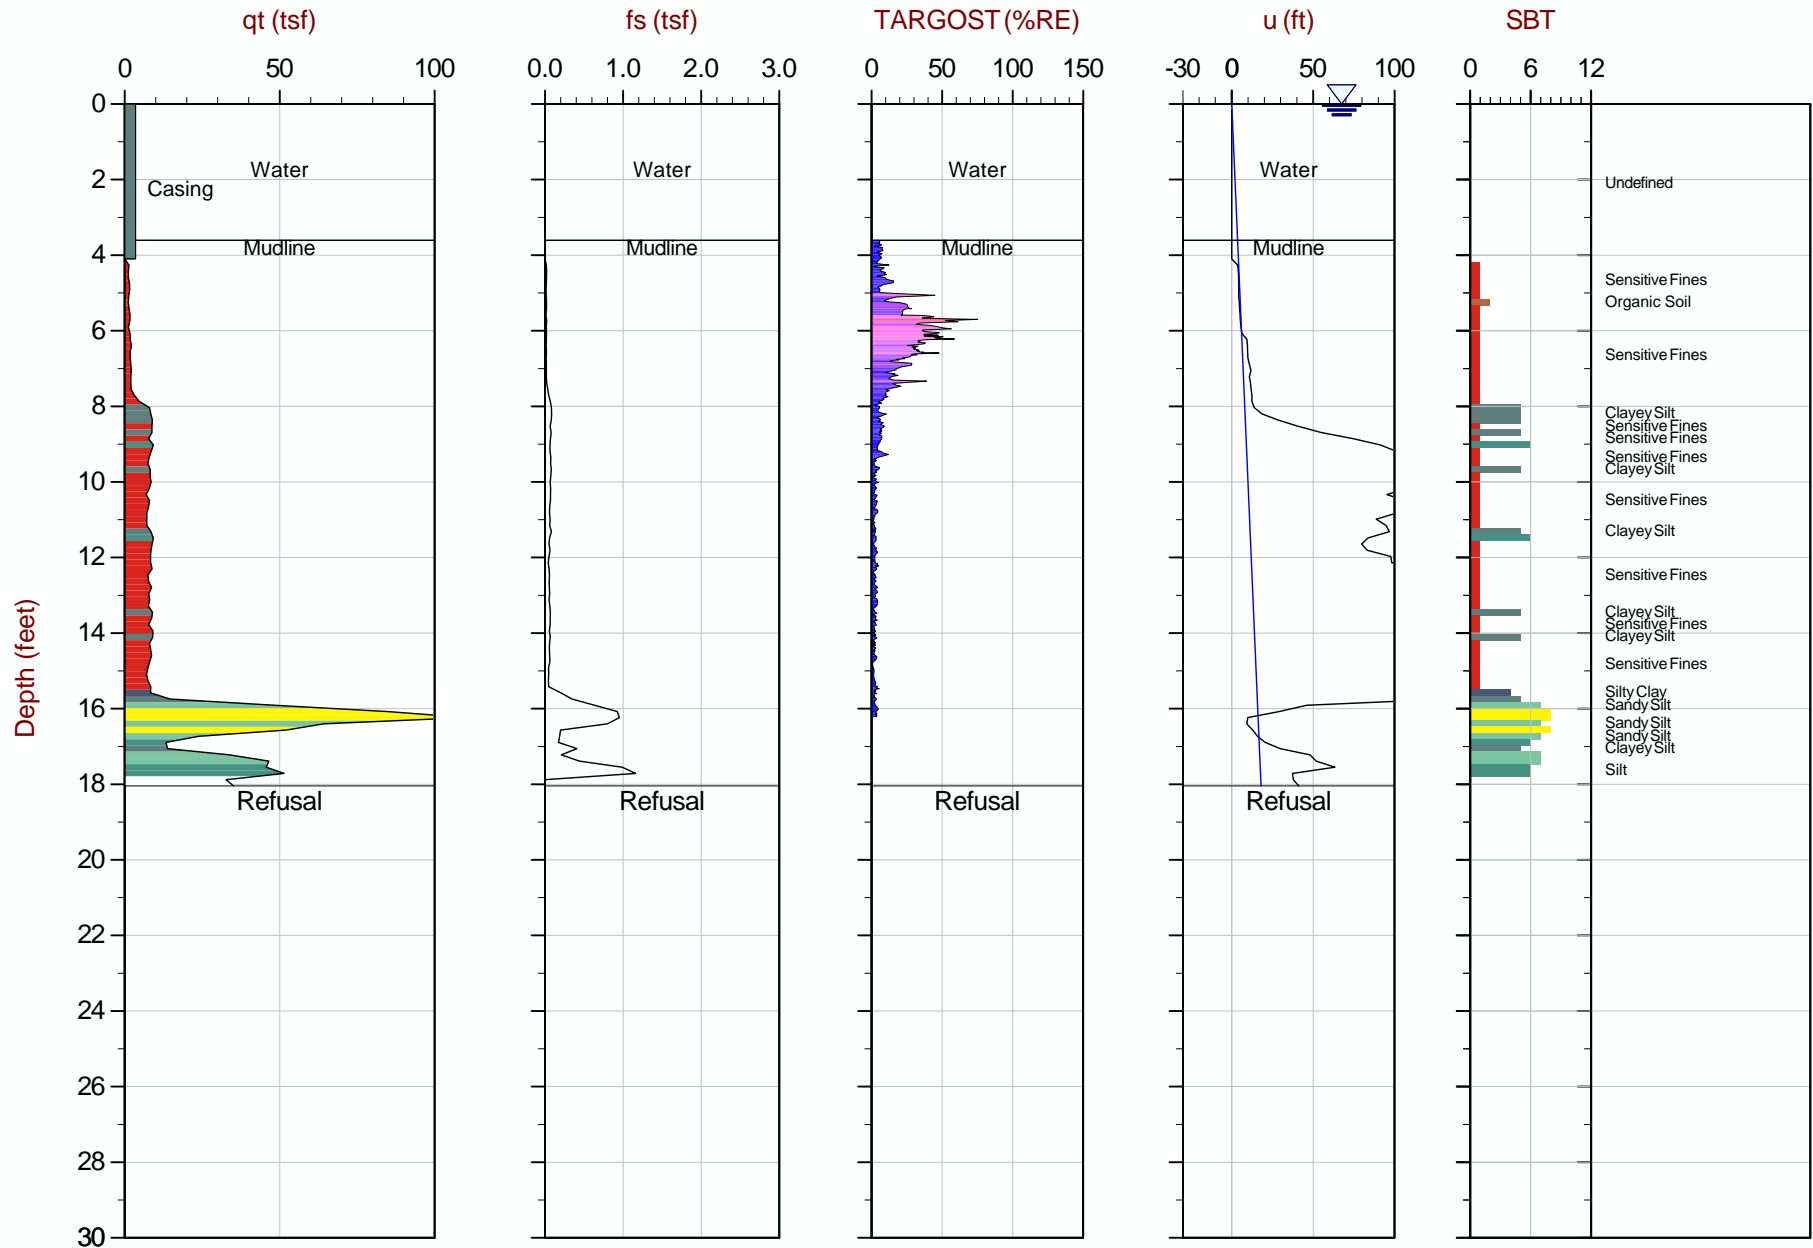 qt (tsf) fs (tsf) TARGOST (%RE) u (ft) SBT
0 50 100 0.0 1.0 2.0 3.0 0 50 100 150 -30 0 50 100 0 6 12
0
Water Water Water Water
Casing
2
Undefined
Mudline Mudline Mudline Mudline
4
Sensitive Fines
Organic Soil
6
Sensitive Fines
8
Clayey Silt
Sensitive Fines
Sensitive Fines
Sensitive Fines
Clayey Silt
10
Sensitive Fines
Clayey Silt
12
Sensitive Fines
Clayey Silt
Sensitive Fines
14
Clayey Silt
Sensitive Fines
Depth (feet)
Silty Clay
Sandy Silt
16
Sandy Silt
Sandy Silt
Clayey Silt
Silt
18
Refusal Refusal Refusal Refusal
20
22
24
26
28
30